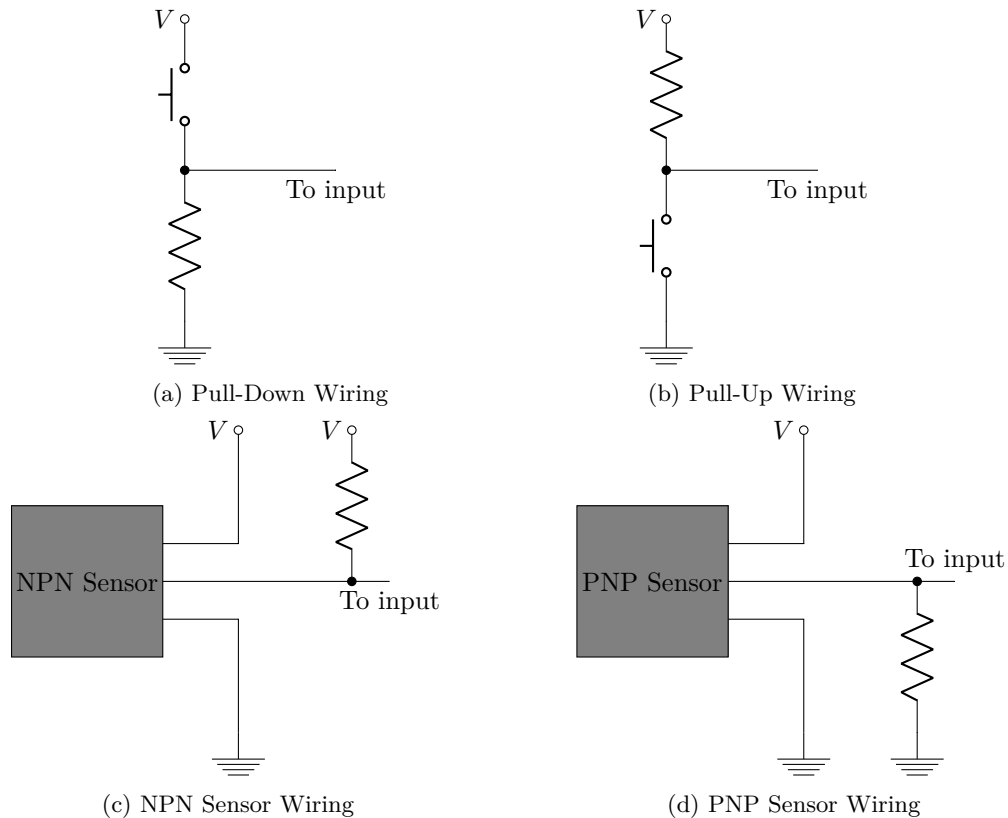 V
To input
(a) Pull-Down Wiring
V
To input
(b) Pull-Up Wiring
V
V
NPN Sensor
To input
(c) NPN Sensor Wiring
V
To input
PNP Sensor
(d) PNP Sensor Wiring